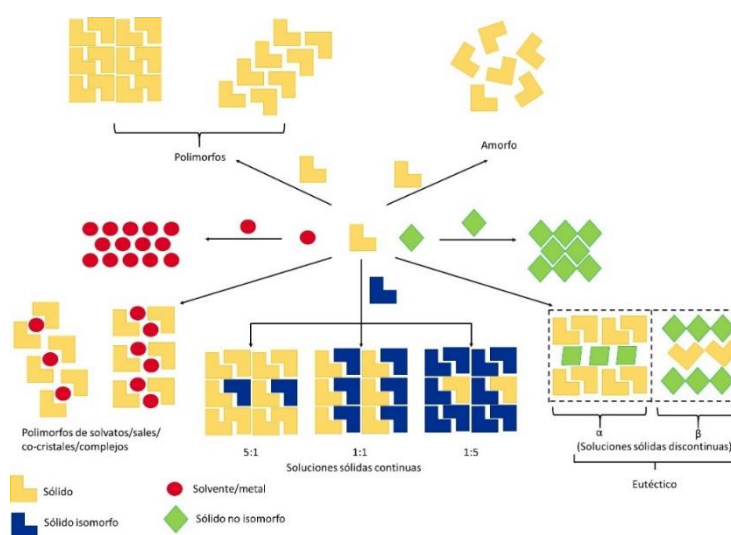 Polimorfos
Amorfo
Polimorfos de solvatos/sales/
co-cristales/complejos
5:1
1:1
1:5
Soluciones sólidas continuas
α
β
(Soluciones sólidas discontinuas)
Eutéctico
Sólido
Solvente/metal
Sólido isomorfo
Sólido no isomorfo